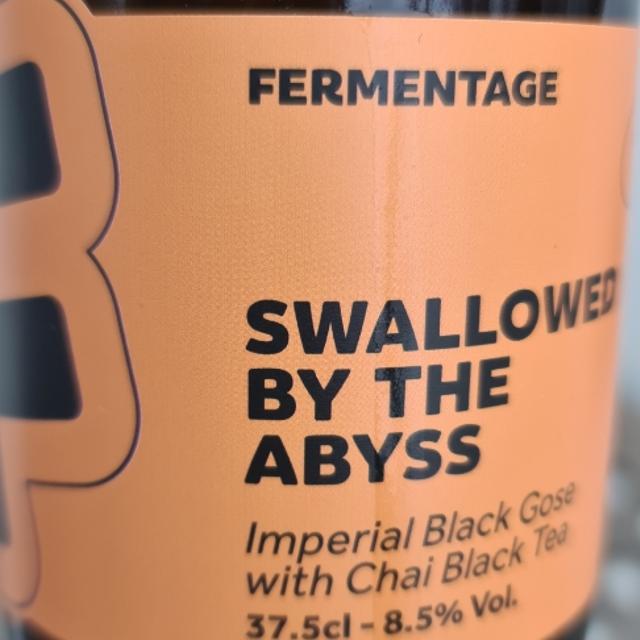 FERMENTAGE
SWALLOWED
BY THE
ABYSS
Imperial Black Gose
with Chai Black Tea
37.5cl - 8.5% Vol.